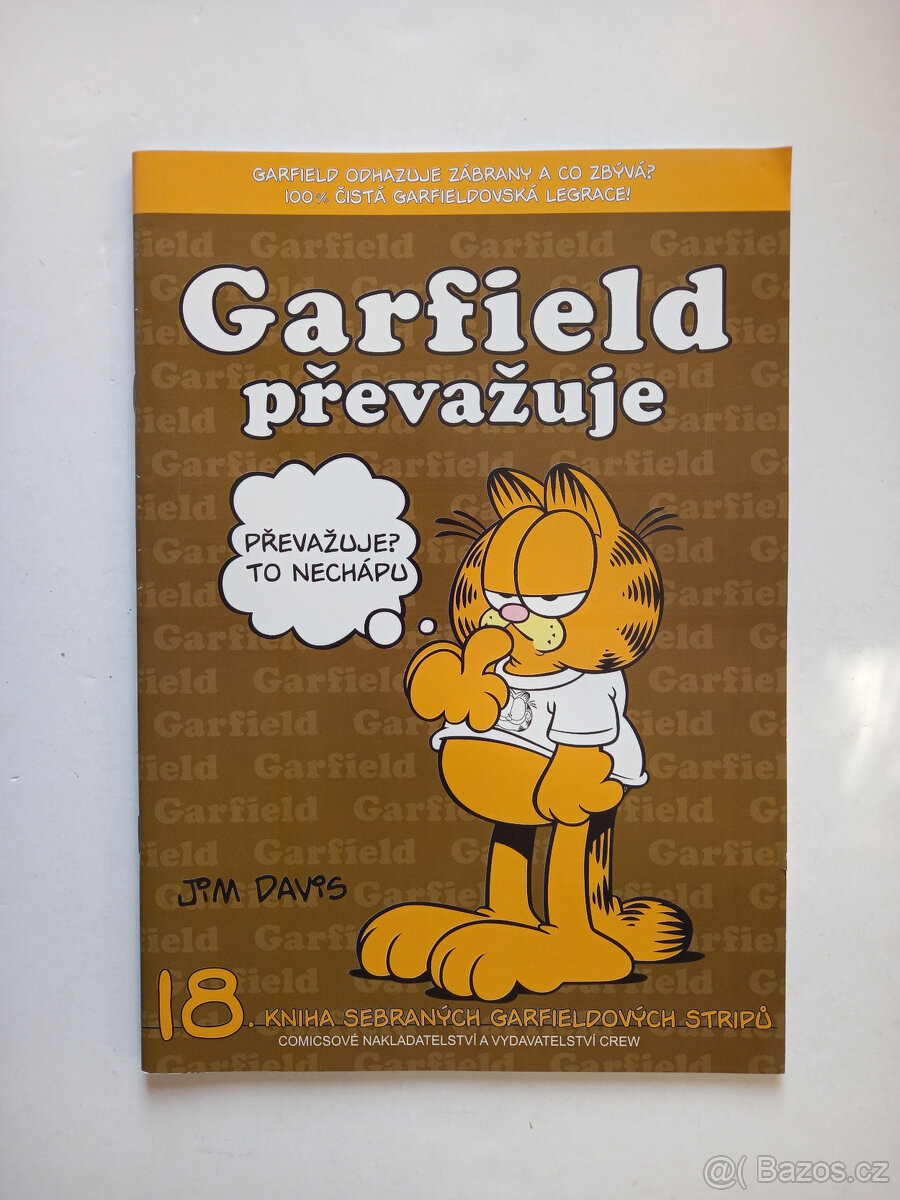 GARFIELD ODHAZUJE ZÁBRANY A CO ZBÝVÁ?
100% ČISTÁ GARFIELDOVSKÁ LEGRACE!
Garfield
převažuje
PŘEVAŽUJE?
TO NECHÁPU
JIM DAVIS
18. KNIHA SEBRANÝCH GARFIELDOVÝCH STRIPŮ
COMICSOVÉ NAKLADATELSTVÍ A VYDAVATELSTVÍ CREW
@( Bazos.cz